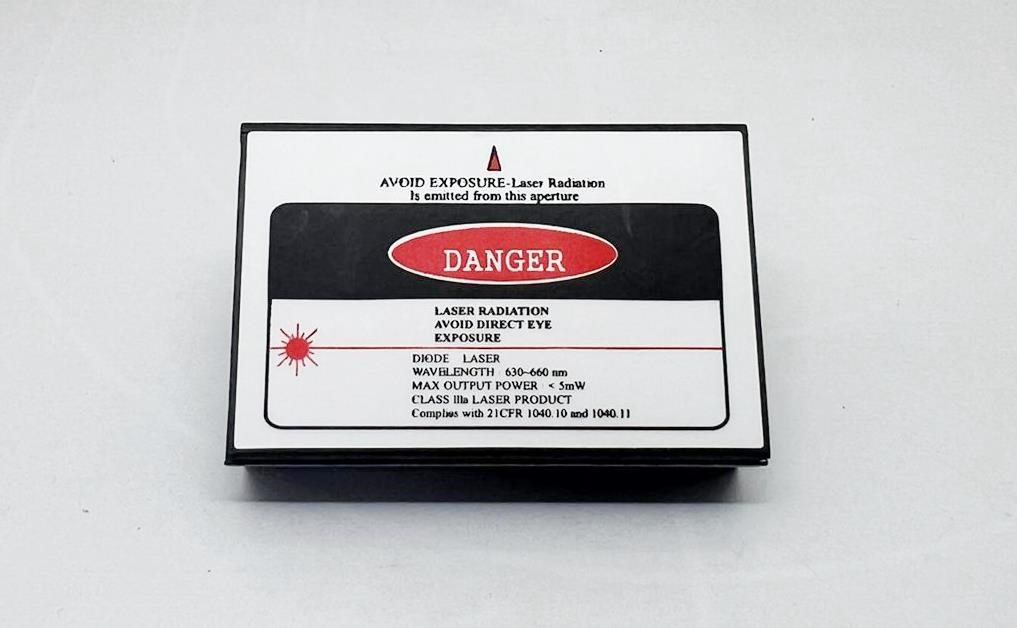 AVOID EXPOSURE-Laser Radiation
Is emitted from this aperture
DANGER
LASER RADIATION
AVOID DIRECT EYE
EXPOSURE
DIODE LASER
WAVELENGTH : 630~660 nm
MAX OUTPUT POWER : < 5mW
CLASS IIIa LASER PRODUCT
Complies with 21CFR 1040.10 and 1040.11